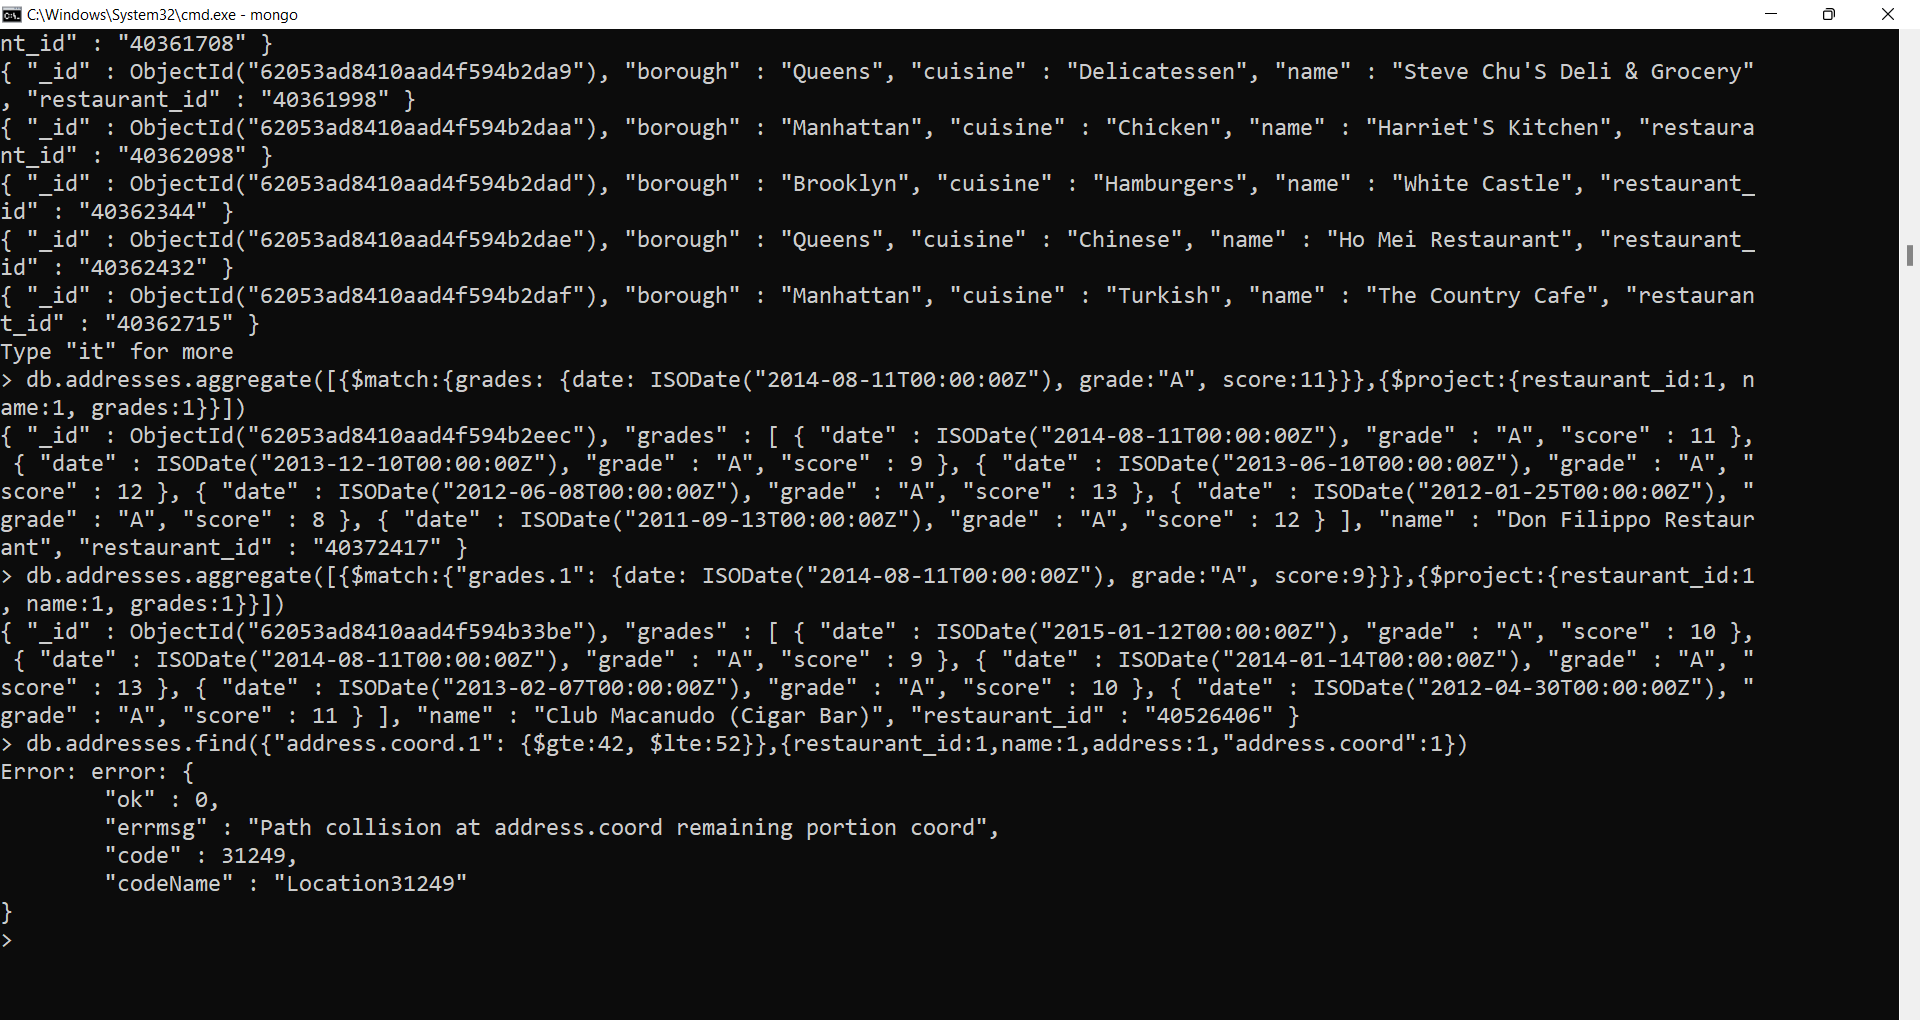 C:\Windows\System32\cmd.exe - mongo
nt_id" : "40361708" }
{ "_id" : ObjectId("62053ad8410aad4f594b2da9"), "borough" : "Queens", "cuisine" : "Delicatessen", "name" : "Steve Chu'S Deli & Grocery"
, "restaurant_id" : "40361998" }
{ "_id" : ObjectId("62053ad8410aad4f594b2daa"), "borough" : "Manhattan", "cuisine" : "Chicken", "name" : "Harriet'S Kitchen", "restaura
nt_id" : "40362098" }
{ "_id" : ObjectId("62053ad8410aad4f594b2dad"), "borough" : "Brooklyn", "cuisine" : "Hamburgers", "name" : "White Castle", "restaurant_
id" : "40362344" }
{ "_id" : ObjectId("62053ad8410aad4f594b2dae"), "borough" : "Queens", "cuisine" : "Chinese", "name" : "Ho Mei Restaurant", "restaurant_
id" : "40362432" }
{ "_id" : ObjectId("62053ad8410aad4f594b2daf"), "borough" : "Manhattan", "cuisine" : "Turkish", "name" : "The Country Cafe", "restauran
t_id" : "40362715" }
Type "it" for more
> db.addresses.aggregate([{$match:{grades: {date: ISODate("2014-08-11T00:00:00Z"), grade:"A", score:11}}},{$project:{restaurant_id:1, n
ame:1, grades:1}}])
{ "_id" : ObjectId("62053ad8410aad4f594b2eec"), "grades" : [ { "date" : ISODate("2014-08-11T00:00:00Z"), "grade" : "A", "score" : 11 },
 { "date" : ISODate("2013-12-10T00:00:00Z"), "grade" : "A", "score" : 9 }, { "date" : ISODate("2013-06-10T00:00:00Z"), "grade" : "A", "
score" : 12 }, { "date" : ISODate("2012-06-08T00:00:00Z"), "grade" : "A", "score" : 13 }, { "date" : ISODate("2012-01-25T00:00:00Z"), "
grade" : "A", "score" : 8 }, { "date" : ISODate("2011-09-13T00:00:00Z"), "grade" : "A", "score" : 12 } ], "name" : "Don Filippo Restaur
ant", "restaurant_id" : "40372417" }
> db.addresses.aggregate([{$match:{"grades.1": {date: ISODate("2014-08-11T00:00:00Z"), grade:"A", score:9}}},{$project:{restaurant_id:1
, name:1, grades:1}}])
{ "_id" : ObjectId("62053ad8410aad4f594b33be"), "grades" : [ { "date" : ISODate("2015-01-12T00:00:00Z"), "grade" : "A", "score" : 10 },
 { "date" : ISODate("2014-08-11T00:00:00Z"), "grade" : "A", "score" : 9 }, { "date" : ISODate("2014-01-14T00:00:00Z"), "grade" : "A", "
score" : 13 }, { "date" : ISODate("2013-02-07T00:00:00Z"), "grade" : "A", "score" : 10 }, { "date" : ISODate("2012-04-30T00:00:00Z"), "
grade" : "A", "score" : 11 } ], "name" : "Club Macanudo (Cigar Bar)", "restaurant_id" : "40526406" }
> db.addresses.find({"address.coord.1": {$gte:42, $lte:52}},{restaurant_id:1,name:1,address:1,"address.coord":1})
Error: error: {
        "ok" : 0,
        "errmsg" : "Path collision at address.coord remaining portion coord",
        "code" : 31249,
        "codeName" : "Location31249"
}
>